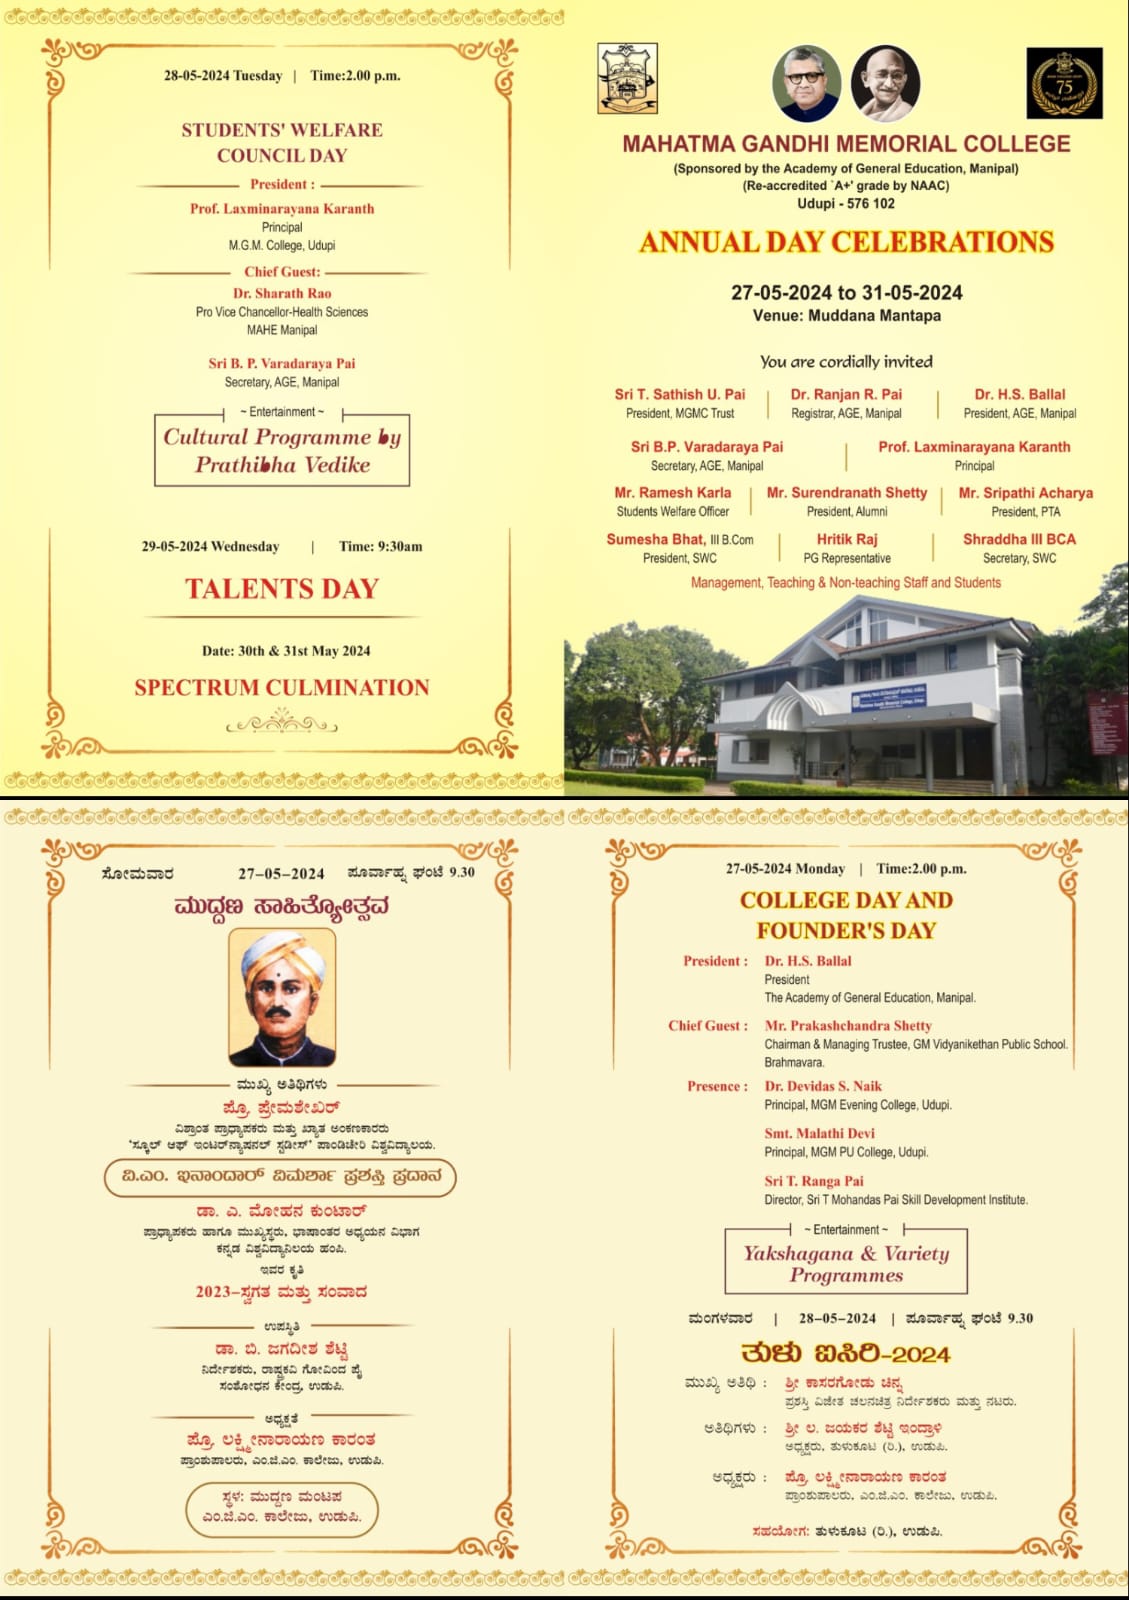 28-05-2024 Tuesday | Time:2.00 p.m.
STUDENTS' WELFARE
COUNCIL DAY
President :
Prof. Laxminarayana Karanth
Principal
M.G.M. College, Udupi
Chief Guest:
Dr. Sharath Rao
Pro Vice Chancellor-Health Sciences
MAHE Manipal
Sri B. P. Varadaraya Pai
Secretary, AGE, Manipal
~ Entertainment ~
Cultural Programme by
Prathibha Vedike
29-05-2024 Wednesday | Time: 9:30am
TALENTS DAY
Date: 30th & 31st May 2024
SPECTRUM CULMINATION
75
MAHATMA GANDHI MEMORIAL COLLEGE
(Sponsored by the Academy of General Education, Manipal)
(Re-accredited `A+' grade by NAAC)
Udupi - 576 102
ANNUAL DAY CELEBRATIONS
27-05-2024 to 31-05-2024
Venue: Muddana Mantapa
You are cordially invited
Sri T. Sathish U. Pai | Dr. Ranjan R. Pai | Dr. H.S. Ballal
President, MGMC Trust | Registrar, AGE, Manipal | President, AGE, Manipal
Sri B.P. Varadaraya Pai | Prof. Laxminarayana Karanth
Secretary, AGE, Manipal | Principal
Mr. Ramesh Karla | Mr. Surendranath Shetty | Mr. Sripathi Acharya
Students Welfare Officer | President, Alumni | President, PTA
Sumesha Bhat, III B.Com | Hritik Raj | Shraddha III BCA
President, SWC | PG Representative | Secretary, SWC
Management, Teaching & Non-teaching Staff and Students
ಸೋಮವಾರ 27-05-2024 ಪೂರ್ವಾಹ್ನ ಘಂಟೆ 9.30
ಮುದ್ದಣ ಸಾಹಿತ್ಯೋತ್ಸವ
ಮುಖ್ಯ ಅತಿಥಿಗಳು
ಪ್ರೊ. ಪ್ರೇಮಶೇಖರ್
ವಿಶ್ರಾಂತ ಪ್ರಾಧ್ಯಾಪಕರು ಮತ್ತು ಖ್ಯಾತ ಅಂಕಣಕಾರರು
'ಸ್ಕೂಲ್ ಆಫ್ ಇಂಟರ್‌ನ್ಯಾಷನಲ್ ಸ್ಟಡೀಸ್' ಪಾಂಡಿಚೇರಿ ವಿಶ್ವವಿದ್ಯಾಲಯ.
ವಿ.ಎಂ. ಇನಾಂದಾರ್ ವಿಮರ್ಶಾ ಪ್ರಶಸ್ತಿ ಪ್ರದಾನ
ಡಾ. ಎ. ಮೋಹನ ಕುಂಟಾರ್
ಪ್ರಾಧ್ಯಾಪಕರು ಹಾಗೂ ಮುಖ್ಯಸ್ಥರು, ಭಾಷಾಂತರ ಅಧ್ಯಯನ ವಿಭಾಗ
ಕನ್ನಡ ವಿಶ್ವವಿದ್ಯಾನಿಲಯ ಹಂಪಿ.
ಇವರ ಕೃತಿ
2023-ಸ್ವಗತ ಮತ್ತು ಸಂವಾದ
ಉಪಸ್ಥಿತಿ
ಡಾ. ಬಿ. ಜಗದೀಶ ಶೆಟ್ಟಿ
ನಿರ್ದೇಶಕರು, ರಾಷ್ಟ್ರಕವಿ ಗೋವಿಂದ ಪೈ
ಸಂಶೋಧನ ಕೇಂದ್ರ, ಉಡುಪಿ.
ಅಧ್ಯಕ್ಷತೆ
ಪ್ರೊ. ಲಕ್ಷ್ಮೀನಾರಾಯಣ ಕಾರಂತ
ಪ್ರಾಂಶುಪಾಲರು, ಎಂ.ಜಿ.ಎಂ. ಕಾಲೇಜು, ಉಡುಪಿ.
ಸ್ಥಳ: ಮುದ್ದಣ ಮಂಟಪ
ಎಂ.ಜಿ.ಎಂ. ಕಾಲೇಜು, ಉಡುಪಿ.
27-05-2024 Monday | Time:2.00 p.m.
COLLEGE DAY AND
FOUNDER'S DAY
President : Dr. H.S. Ballal
President
The Academy of General Education, Manipal.
Chief Guest : Mr. Prakashchandra Shetty
Chairman & Managing Trustee, GM Vidyanikethan Public School.
Brahmavara.
Presence : Dr. Devidas S. Naik
Principal, MGM Evening College, Udupi.
Smt. Malathi Devi
Principal, MGM PU College, Udupi.
Sri T. Ranga Pai
Director, Sri T Mohandas Pai Skill Development Institute.
~ Entertainment ~
Yakshagana & Variety
Programmes
ಮಂಗಳವಾರ | 28-05-2024 | ಪೂರ್ವಾಹ್ನ ಘಂಟೆ 9.30
ತುಳು ಐಸಿರಿ-2024
ಮುಖ್ಯ ಅತಿಥಿ : ಶ್ರೀ ಕಾಸರಗೋಡು ಚಿನ್ನ
ಪ್ರಶಸ್ತಿ ವಿಜೇತ ಚಲನಚಿತ್ರ ನಿರ್ದೇಶಕರು ಮತ್ತು ನಟರು.
ಅತಿಥಿಗಳು : ಶ್ರೀ ಲ. ಜಯಕರ ಶೆಟ್ಟಿ ಇಂದ್ರಾಳಿ
ಅಧ್ಯಕ್ಷರು, ತುಳುಕೂಟ (ರಿ.), ಉಡುಪಿ.
ಅಧ್ಯಕ್ಷರು : ಪ್ರೊ. ಲಕ್ಷ್ಮೀನಾರಾಯಣ ಕಾರಂತ
ಪ್ರಾಂಶುಪಾಲರು, ಎಂ.ಜಿ.ಎಂ. ಕಾಲೇಜು, ಉಡುಪಿ.
ಸಹಯೋಗ: ತುಳುಕೂಟ (ರಿ.), ಉಡುಪಿ.